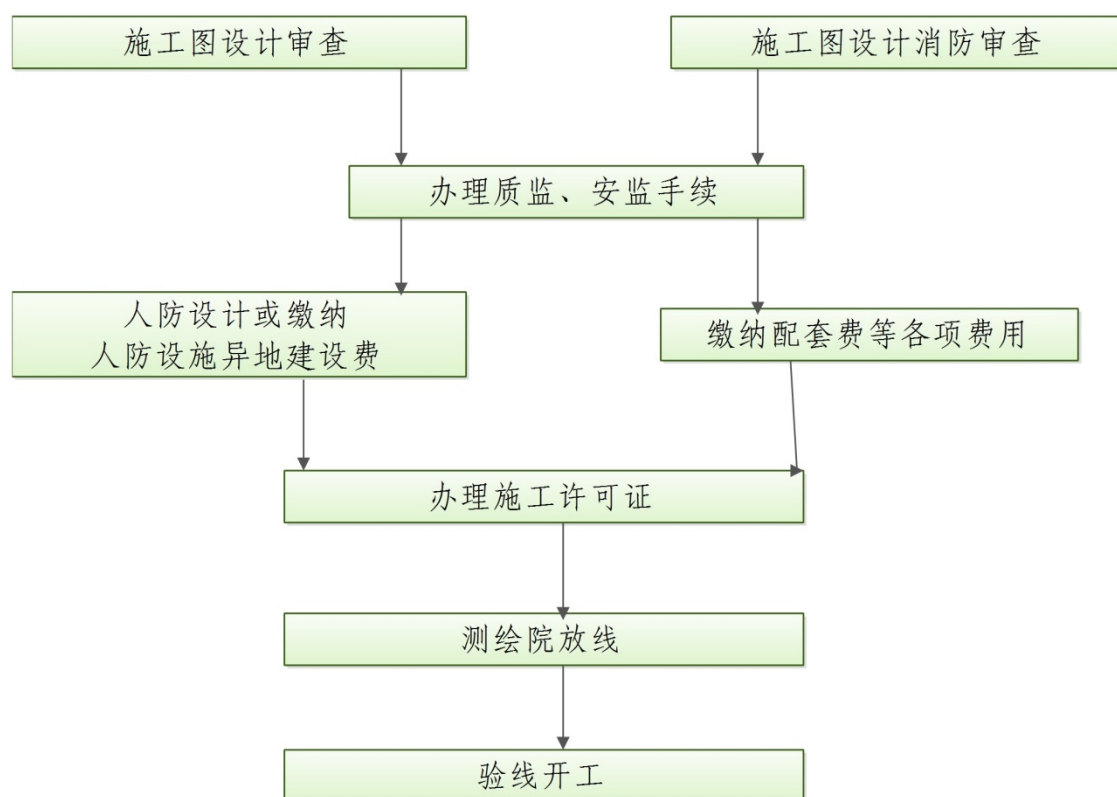 施工图设计审查
施工图设计消防审查
办理质监、安监手续
人防设计或缴纳
人防设施异地建设费
缴纳配套费等各项费用
办理施工许可证
测绘院放线
验线开工